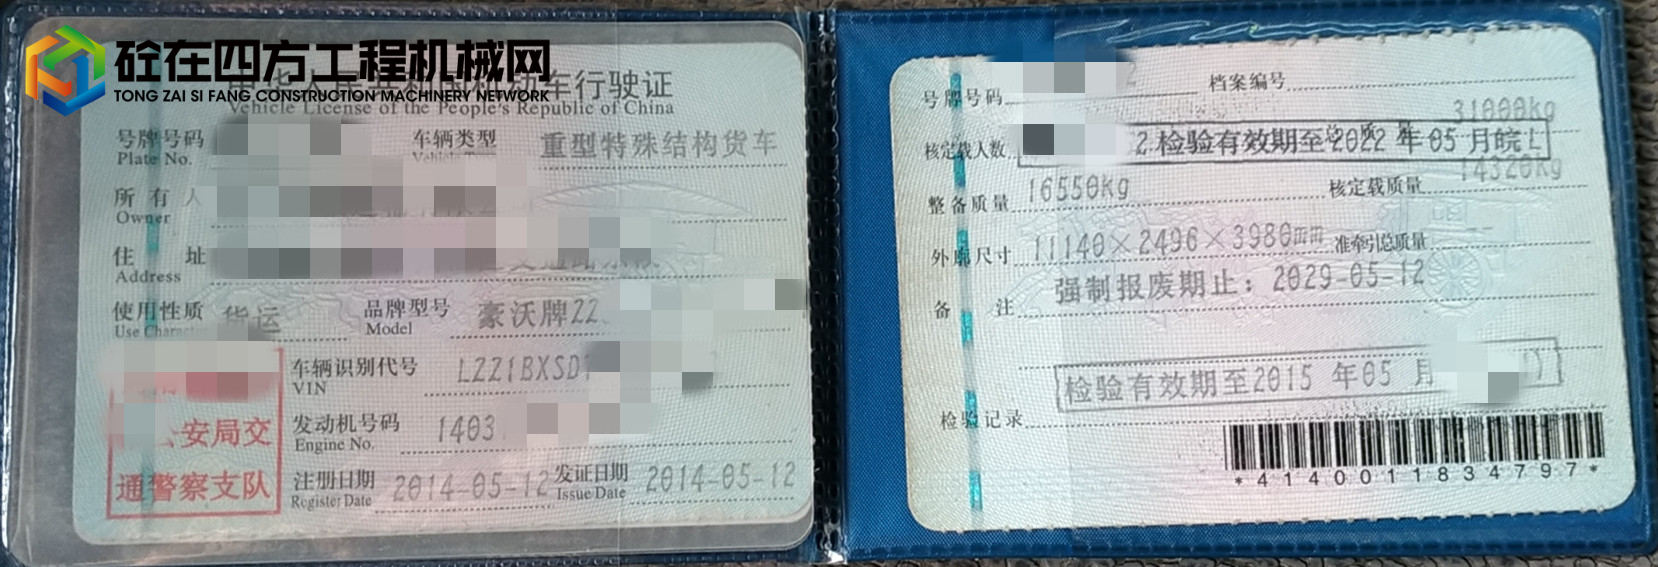 砼在四方工程机械网
TONG ZAI SI FANG CONSTRUCTION MACHINERY NETWORK
车行驶证
Vehicle License of the People's Republic of China
号牌号码
Plate No.
车辆类型
重型特殊结构货车
所有人
Owner
住 址
Address
使用性质
Use Character
货运
品牌型号
Model
豪沃牌ZZ
车辆识别代号
VIN
LZZ1BXSD
安局交
通警察支队
发动机号码
Engine No.
1403
注册日期
Register Date
2014-05-12
发证日期
Issue Date
2014-05-12
号牌号码
档案编号
核定载人数
总质量
31000kg
检验有效期至2022 年05 月皖L
整备质量
16550kg
核定载质量
14320kg
外廓尺寸
11140×2496×3980mm
准牵引总质量
--
备 注
强制报废期止：2029-05-12
检验有效期至2015 年05 月
检验记录
*4140011834797*